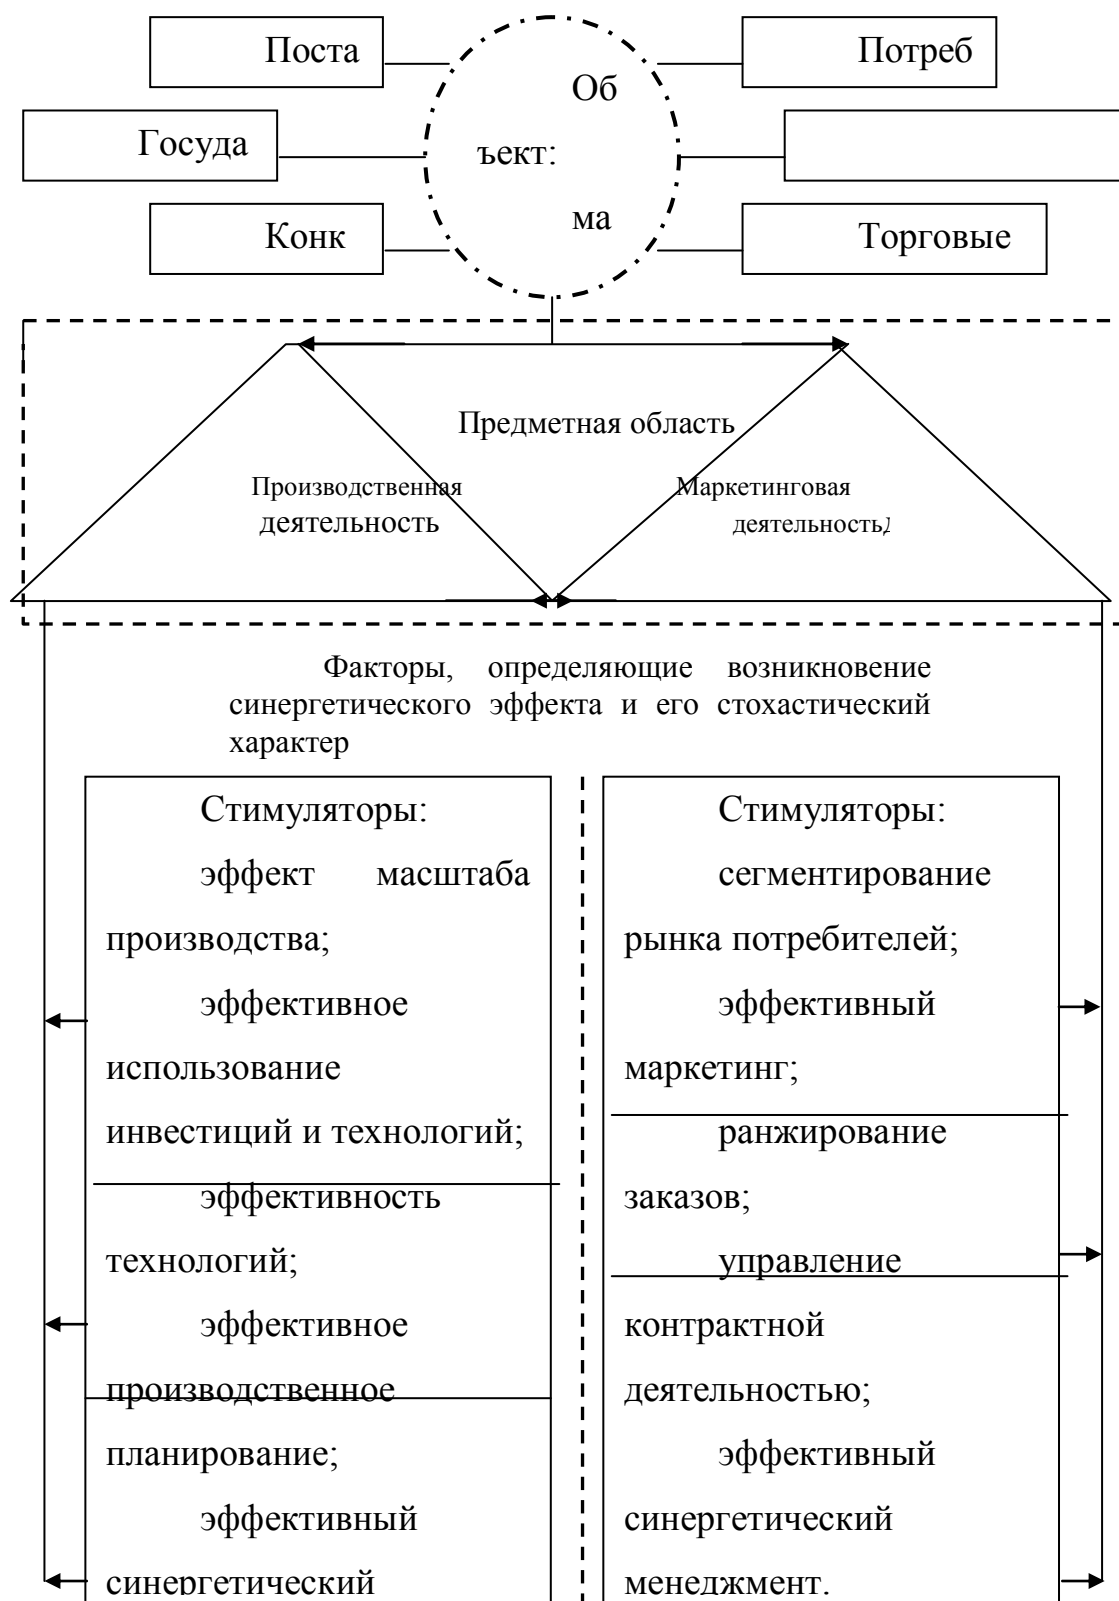 Поста
Потреб
Об
ъект:
ма
Госуда
Конк
Торговые
Предметная область
Производственная
деятельность
Маркетинговая
деятельность
Факторы, определяющие возникновение
синергетического эффекта и его стохастический
характер
Стимуляторы:
эффект масштаба
производства;
эффективное
использование
инвестиций и технологий;
эффективность
технологий;
эффективное
производственное
планирование;
эффективный
синергетический
Стимуляторы:
сегментирование
рынка потребителей;
эффективный
маркетинг;
ранжирование
заказов;
управление
контрактной
деятельностью;
эффективный
синергетический
менеджмент.